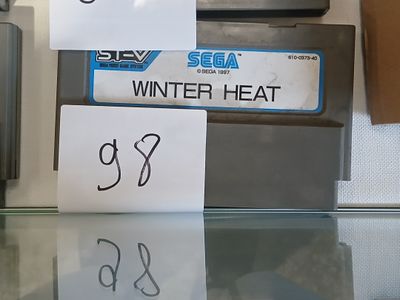 ST-V
SEGA
© SEGA 1997
610-0373-40
WINTER HEAT
98